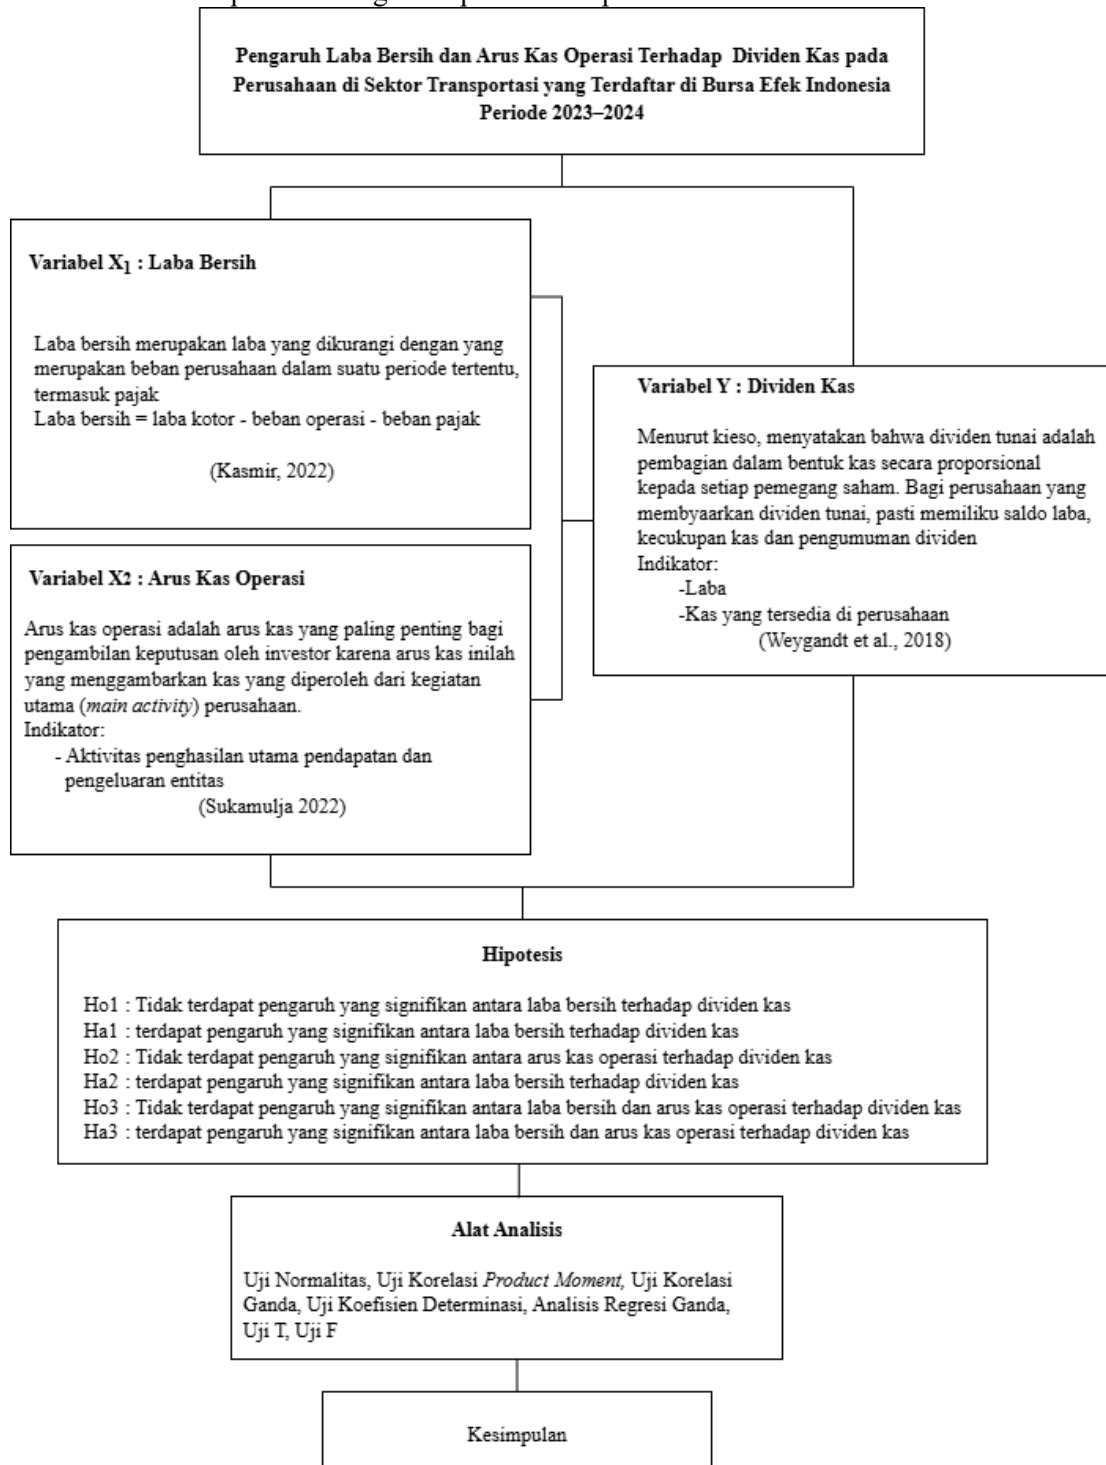 Pengaruh Laba Bersih dan Arus Kas Operasi Terhadap Dividen Kas pada
Perusahaan di Sektor Transportasi yang Terdaftar di Bursa Efek Indonesia
Periode 2023–2024
Variabel X1 : Laba Bersih
Laba bersih merupakan laba yang dikurangi dengan yang
merupakan beban perusahaan dalam suatu periode tertentu,
termasuk pajak
Laba bersih = laba kotor - beban operasi - beban pajak
(Kasmir, 2022)
Variabel X2 : Arus Kas Operasi
Arus kas operasi adalah arus kas yang paling penting bagi
pengambilan keputusan oleh investor karena arus kas inilah
yang menggambarkan kas yang diperoleh dari kegiatan
utama (main activity) perusahaan.
Indikator:
- Aktivitas penghasilan utama pendapatan dan
pengeluaran entitas
(Sukamulja 2022)
Variabel Y : Dividen Kas
Menurut kieso, menyatakan bahwa dividen tunai adalah
pembagian dalam bentuk kas secara proporsional
kepada setiap pemegang saham. Bagi perusahaan yang
membyaarkan dividen tunai, pasti memiliku saldo laba,
kecukupan kas dan pengumuman dividen
Indikator:
-Laba
-Kas yang tersedia di perusahaan
(Weygandt et al., 2018)
Hipotesis
Ho1 : Tidak terdapat pengaruh yang signifikan antara laba bersih terhadap dividen kas
Ha1 : terdapat pengaruh yang signifikan antara laba bersih terhadap dividen kas
Ho2 : Tidak terdapat pengaruh yang signifikan antara arus kas operasi terhadap dividen kas
Ha2 : terdapat pengaruh yang signifikan antara laba bersih terhadap dividen kas
Ho3 : Tidak terdapat pengaruh yang signifikan antara laba bersih dan arus kas operasi terhadap dividen kas
Ha3 : terdapat pengaruh yang signifikan antara laba bersih dan arus kas operasi terhadap dividen kas
Alat Analisis
Uji Normalitas, Uji Korelasi Product Moment, Uji Korelasi
Ganda, Uji Koefisien Determinasi, Analisis Regresi Ganda,
Uji T, Uji F
Kesimpulan